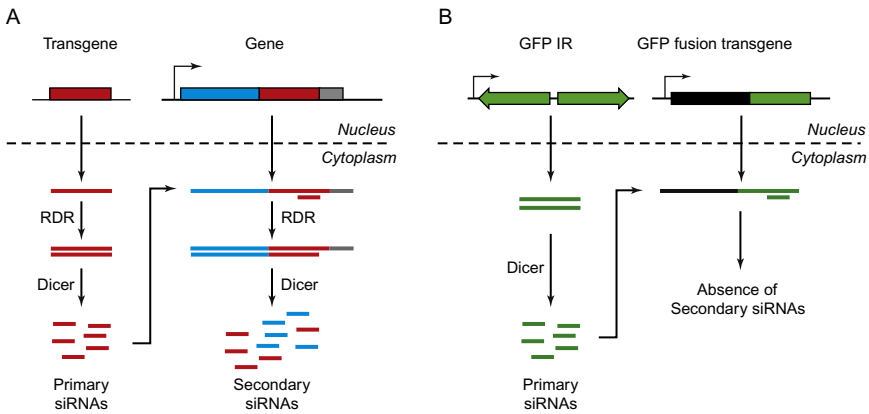 A
Transgene
Gene
Nucleus
Cytoplasm
RDR
RDR
Dicer
Dicer
Primary
siRNAs
Secondary
siRNAs
B
GFP IR
GFP fusion transgene
Nucleus
Cytoplasm
Dicer
Absence of
Secondary siRNAs
Primary
siRNAs